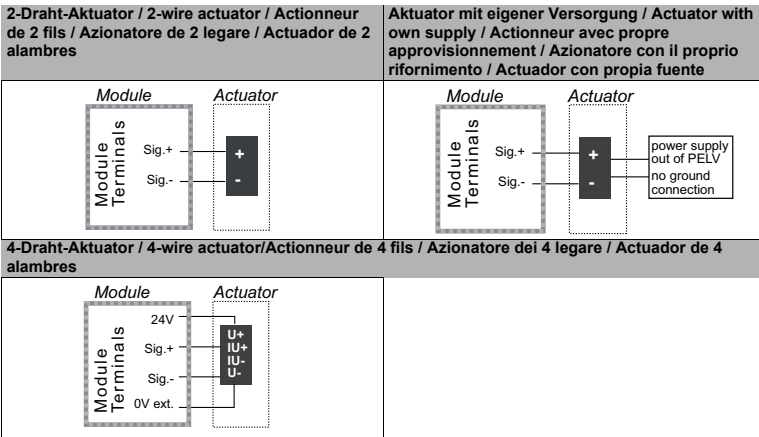 2-Draht-Aktuator / 2-wire actuator / Actionneur
de 2 fils / Azionatore de 2 legare / Actuador de 2
alambres
Aktuator mit eigener Versorgung / Actuator with
own supply / Actionneur avec propre
approvisionnement / Azionatore con il proprio
rifornimento / Actuador con propia fuente
Module
Actuator
Module
Terminals
Sig.+
Sig.-
+
-
Module
Actuator
Module
Terminals
Sig.+
Sig.-
+
-
power supply
out of PELV
no ground
connection
4-Draht-Aktuator / 4-wire actuator/Actionneur de 4 fils / Azionatore dei 4 legare / Actuador de 4
alambres
Module
Actuator
Module
Terminals
24V
Sig.+
Sig.-
0V ext.
U+
IU+
IU-
U-